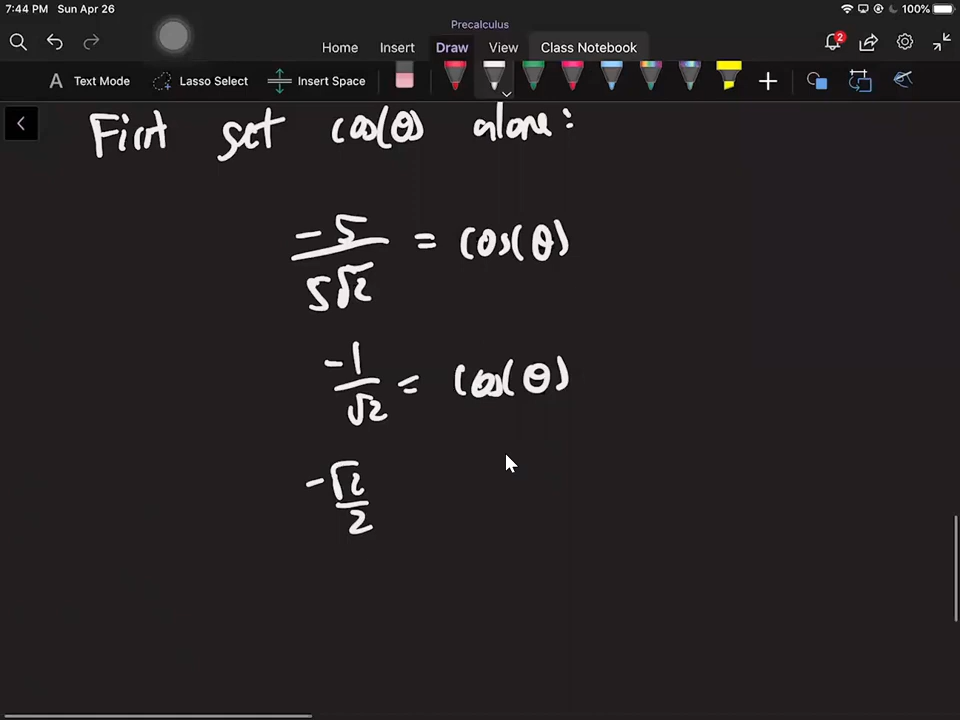 7:44 PM Sun Apr 26
100%
Precalculus
Home Insert Draw View Class Notebook
2
Text Mode Lasso Select Insert Space
First set cos(θ) alone:
-5/5√2 = cos(θ)
-1/√2 = cos(θ)
-√2/2